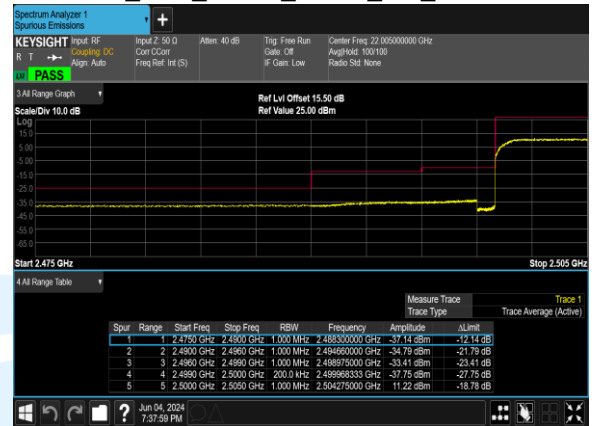 Spectrum Analyzer 1
Spurious Emissions
+
KEYSIGHT Input: RF Input Z: 50 Ω Atten: 40 dB Trig: Free Run Center Freq: 22.005000000 GHz
R T Coupling: DC Corr CCorr Gate: Off Avg|Hold: 100/100
Align: Auto Freq Ref: Int (S) IF Gain: Low Radio Std: None
PASS
3 All Range Graph
Ref Lvl Offset 15.50 dB
Scale/Div 10.0 dB Ref Value 25.00 dBm
Log
15.0
5.00
-5.00
-15.0
-25.0
-35.0
-45.0
-55.0
-65.0
Start 2.475 GHz Stop 2.505 GHz
4 All Range Table
Measure Trace Trace 1
Trace Type Trace Average (Active)
Spur Range Start Freq Stop Freq RBW Frequency Amplitude ΔLimit
1 1 2.4750 GHz 2.4900 GHz 1.000 MHz 2.488300000 GHz -37.14 dBm -12.14 dB
2 2 2.4900 GHz 2.4960 GHz 1.000 MHz 2.494660000 GHz -34.79 dBm -21.79 dB
3 3 2.4960 GHz 2.4990 GHz 1.000 MHz 2.498975000 GHz -33.41 dBm -23.41 dB
4 4 2.4990 GHz 2.5000 GHz 200.0 kHz 2.499968333 GHz -37.75 dBm -27.75 dB
5 5 2.5000 GHz 2.5050 GHz 1.000 MHz 2.504275000 GHz 11.22 dBm -18.78 dB
? Jun 04, 2024
7:37:59 PM